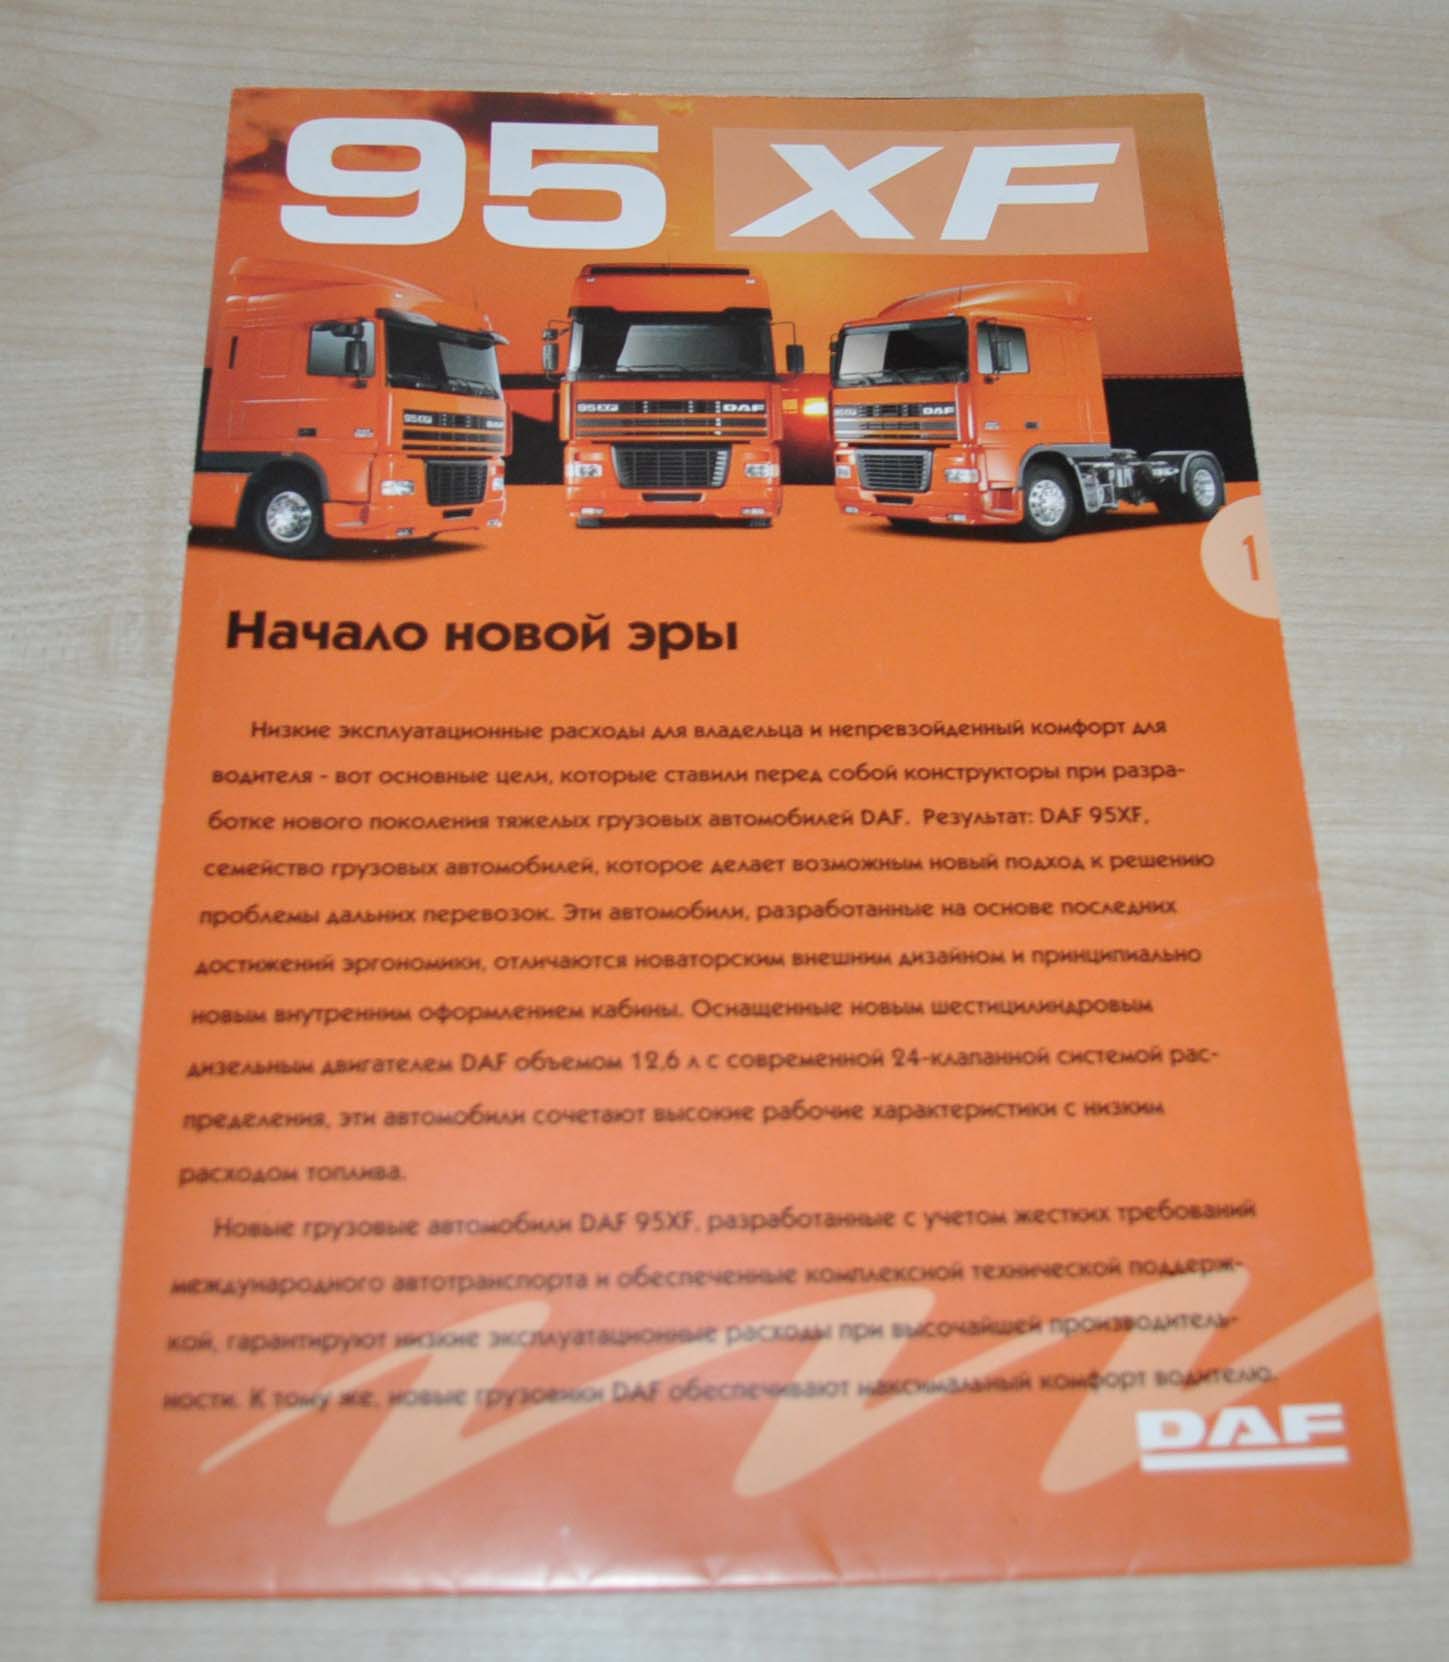 95 XF
95XF DAF
95XF DAF
95XF DAF
1
Начало новой эры
Низкие эксплуатационные расходы для владельца и непревзойденный комфорт для
водителя - вот основные цели, которые ставили перед собой конструкторы при разра-
ботке нового поколения тяжелых грузовых автомобилей DAF. Результат: DAF 95XF,
семейство грузовых автомобилей, которое делает возможным новый подход к решению
проблемы дальних перевозок. Эти автомобили, разработанные на основе последних
достижений эргономики, отличаются новаторским внешним дизайном и принципиально
новым внутренним оформлением кабины. Оснащенные новым шестицилиндровым
дизельным двигателем DAF объемом 12,6 л с современной 24-клапанной системой рас-
пределения, эти автомобили сочетают высокие рабочие характеристики с низким
расходом топлива.
Новые грузовые автомобили DAF 95XF, разработанные с учетом жестких требований
международного автотранспорта и обеспеченные комплексной технической поддерж-
кой, гарантируют низкие эксплуатационные расходы при высочайшей производитель-
ности. К тому же, новые грузовики DAF обеспечивают максимальный комфорт водителю.
DAF